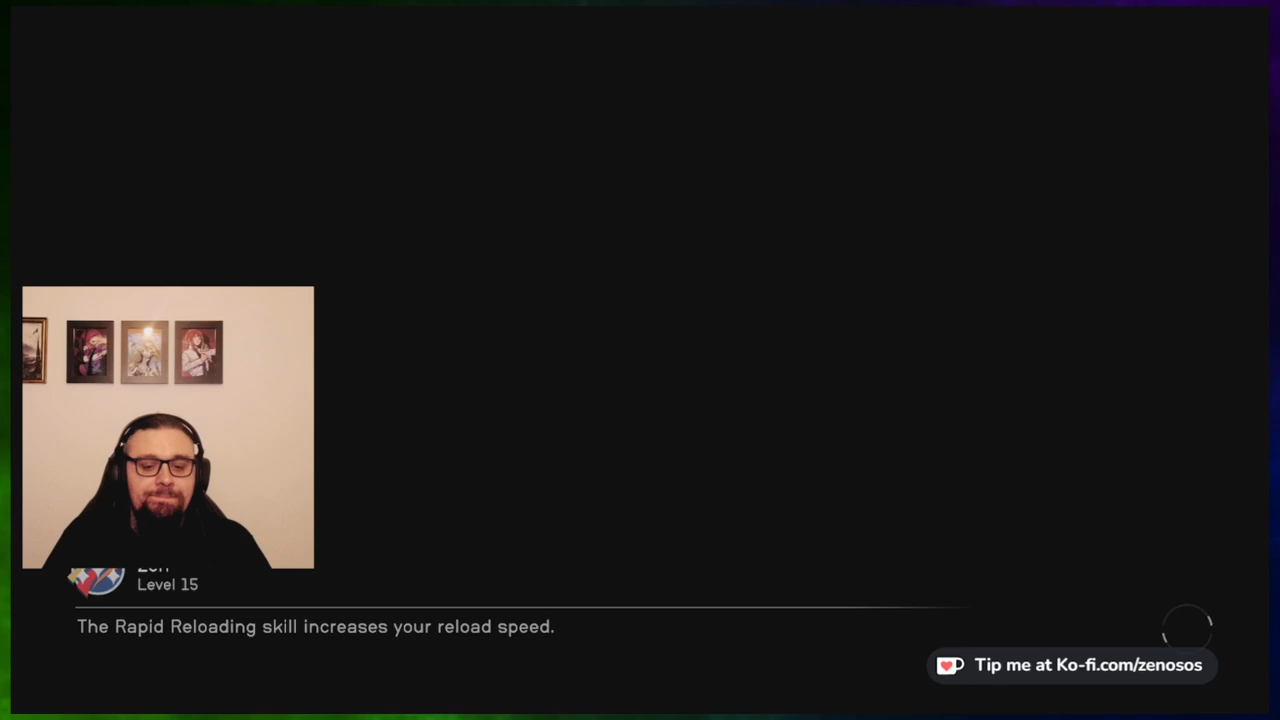 Level 15
The Rapid Reloading skill increases your reload speed.
Tip me at Ko-fi.com/zenosos